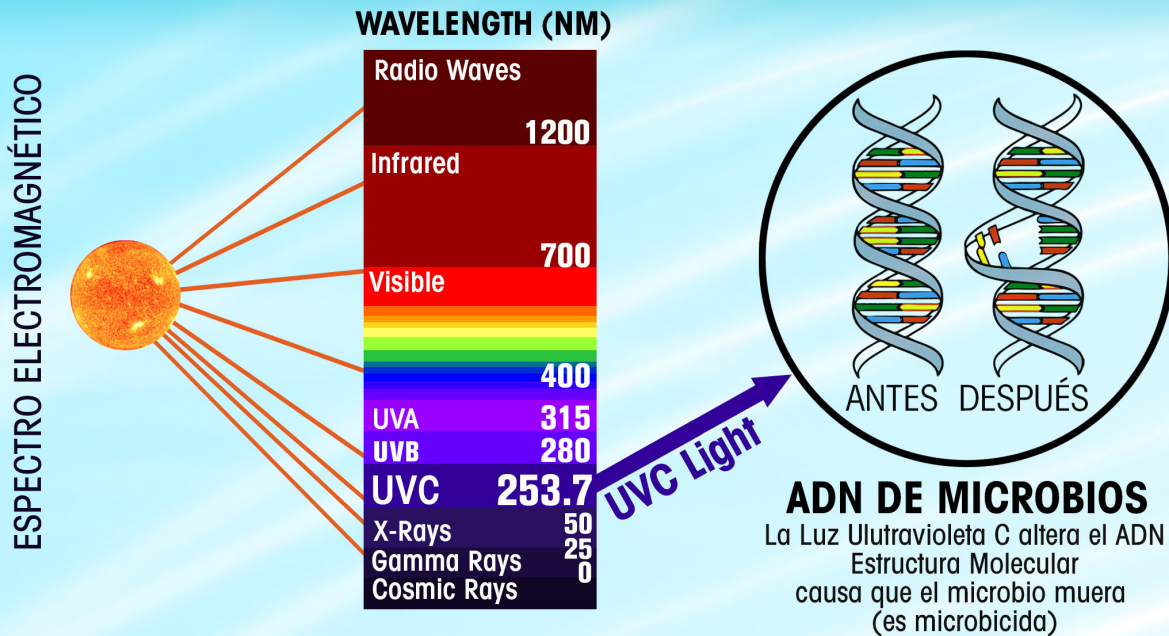 ESPECTRO ELECTROMAGNÉTICO
WAVELENGTH (NM)
Radio Waves
1200
Infrared
700
Visible
400
UVA 315
UVB 280
UVC 253.7
X-Rays 50
25
Gamma Rays 0
Cosmic Rays
UVC Light
ANTES DESPUÉS
ADN DE MICROBIOS
La Luz Ulutravioleta C altera el ADN
Estructura Molecular
causa que el microbio muera
(es microbicida)